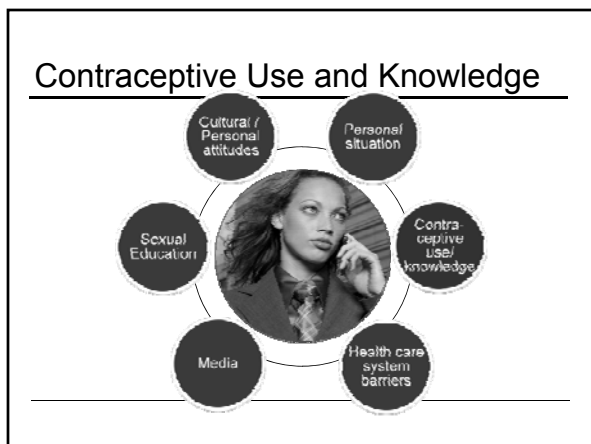 Contraceptive Use and Knowledge
Cultural /
Personal
attitudes
Personal
situation
Sexual
Education
Contra-
ceptive
use/
knowledge
Media
Health care
system
barriers